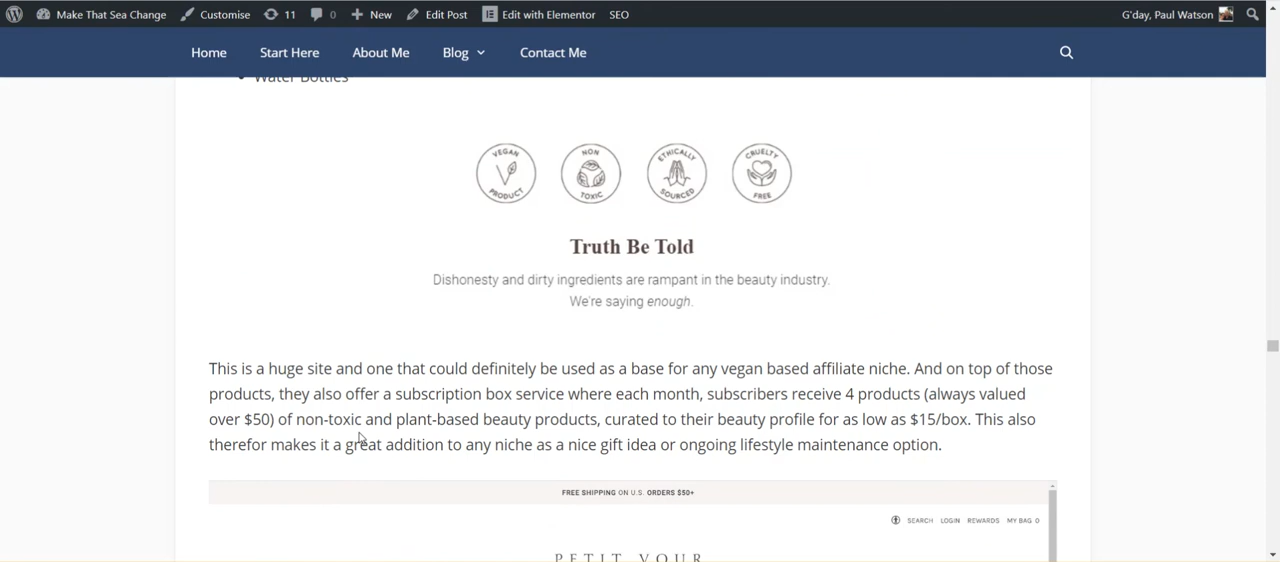 Make That Sea Change Customise 11 0 New Edit Post Edit with Elementor SEO G'day, Paul Watson
Home Start Here About Me Blog Contact Me
Water Bottles
VEGAN PRODUCT NON TOXIC ETHICALLY SOURCED CRUELTY FREE
Truth Be Told
Dishonesty and dirty ingredients are rampant in the beauty industry.
We're saying enough.
This is a huge site and one that could definitely be used as a base for any vegan based affiliate niche. And on top of those
products, they also offer a subscription box service where each month, subscribers receive 4 products (always valued
over $50) of non-toxic and plant-based beauty products, curated to their beauty profile for as low as $15/box. This also
therefor makes it a great addition to any niche as a nice gift idea or ongoing lifestyle maintenance option.
FREE SHIPPING ON U.S. ORDERS $50+
SEARCH LOGIN REWARDS MY BAG 0
PETIT VOUR